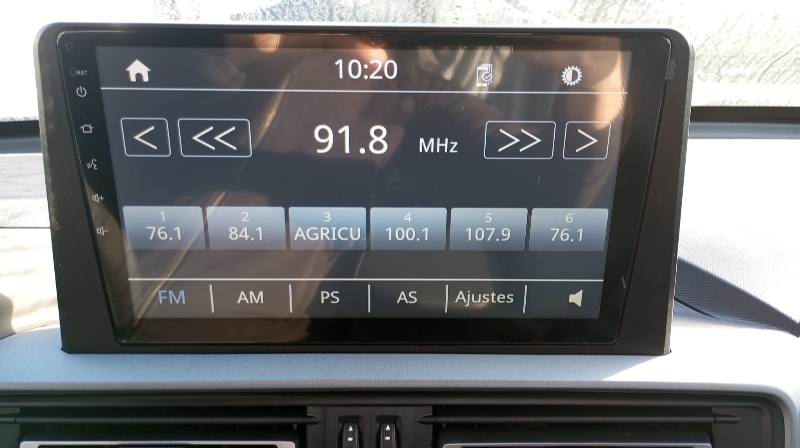 10:20
RST
< << 91.8 MHz >> >
1 2 3 4 5 6
76.1 84.1 AGRICU 100.1 107.9 76.1
FM AM PS AS Ajustes